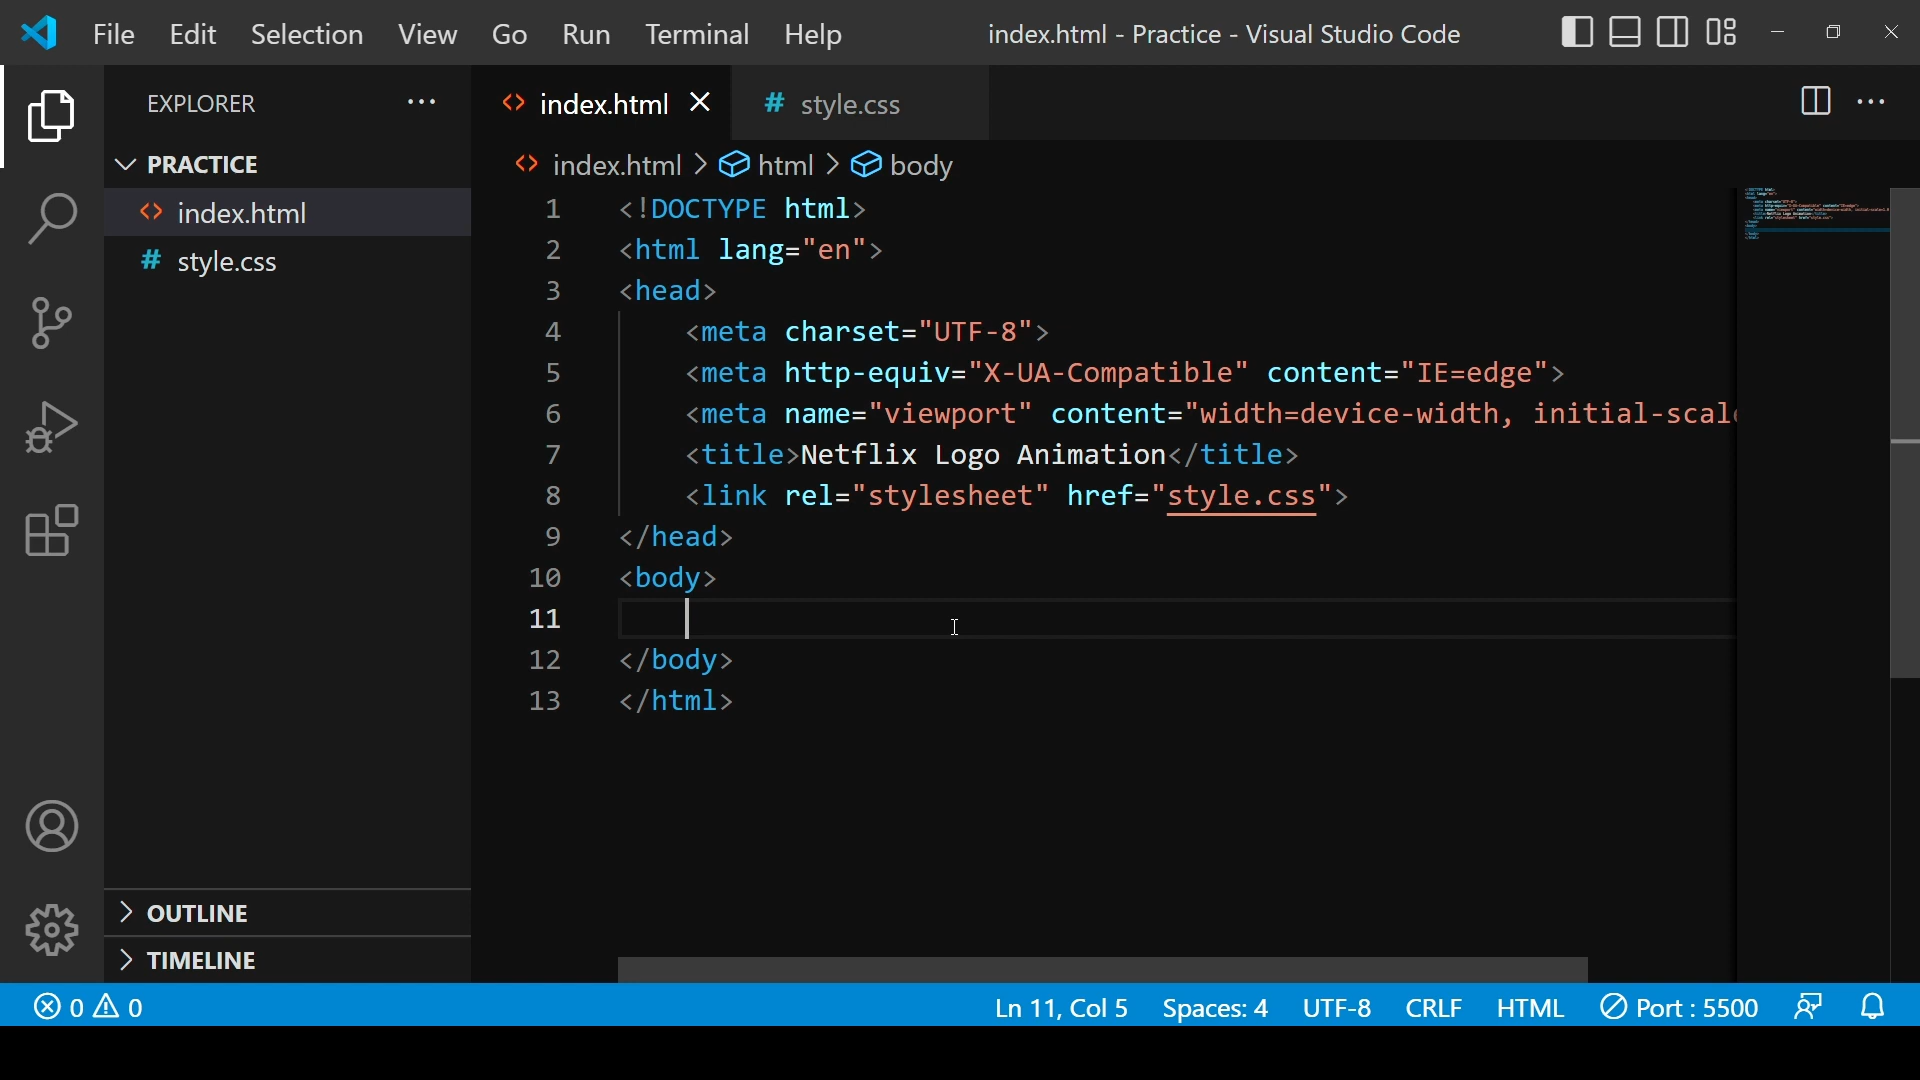 File Edit Selection View Go Run Terminal Help index.html - Practice - Visual Studio Code
EXPLORER
PRACTICE
index.html
# style.css
OUTLINE
TIMELINE
index.html
# style.css
index.html > html > body
1 <!DOCTYPE html>
2 <html lang="en">
3 <head>
4 <meta charset="UTF-8">
5 <meta http-equiv="X-UA-Compatible" content="IE=edge">
6 <meta name="viewport" content="width=device-width, initial-scal
7 <title>Netflix Logo Animation</title>
8 <link rel="stylesheet" href="style.css">
9 </head>
10 <body>
11
12 </body>
13 </html>
0 0 Ln 11, Col 5 Spaces: 4 UTF-8 CRLF HTML Port : 5500